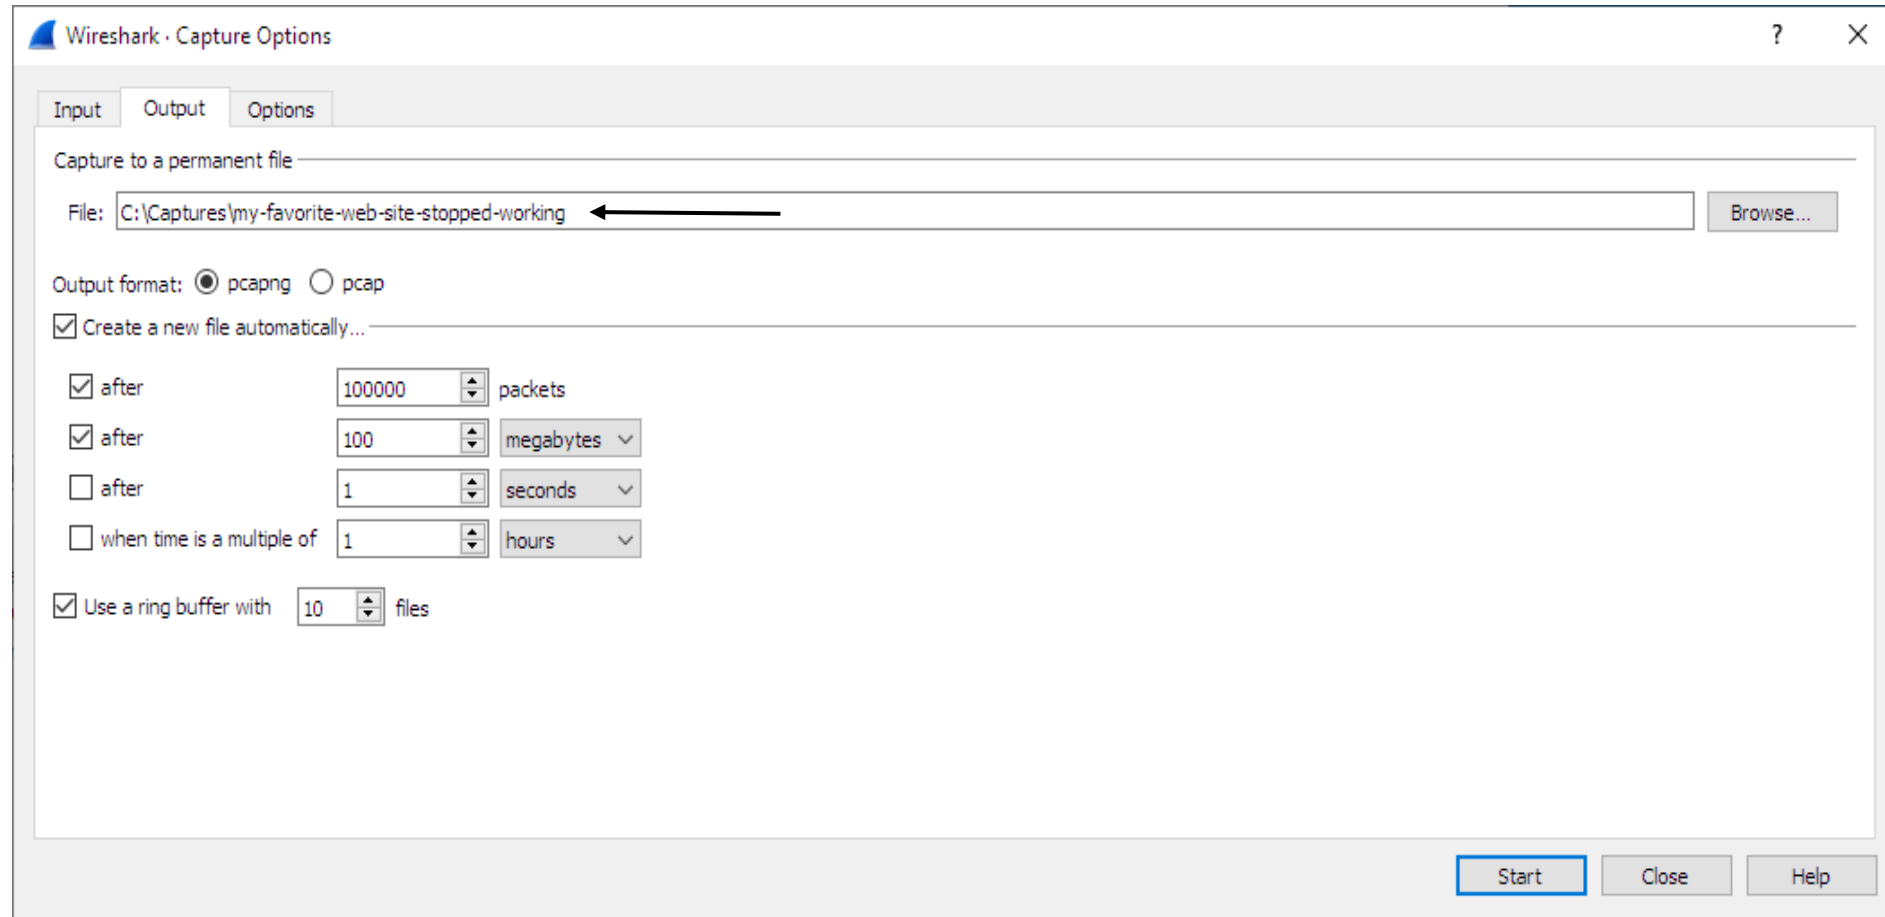 Wireshark · Capture Options ?
Input Output Options
Capture to a permanent file
File: C:\Captures\my-favorite-web-site-stopped-working Browse...
Output format: pcapng pcap
Create a new file automatically...
after 100000 packets
after 100 megabytes
after 1 seconds
when time is a multiple of 1 hours
Use a ring buffer with 10 files
Start Close Help